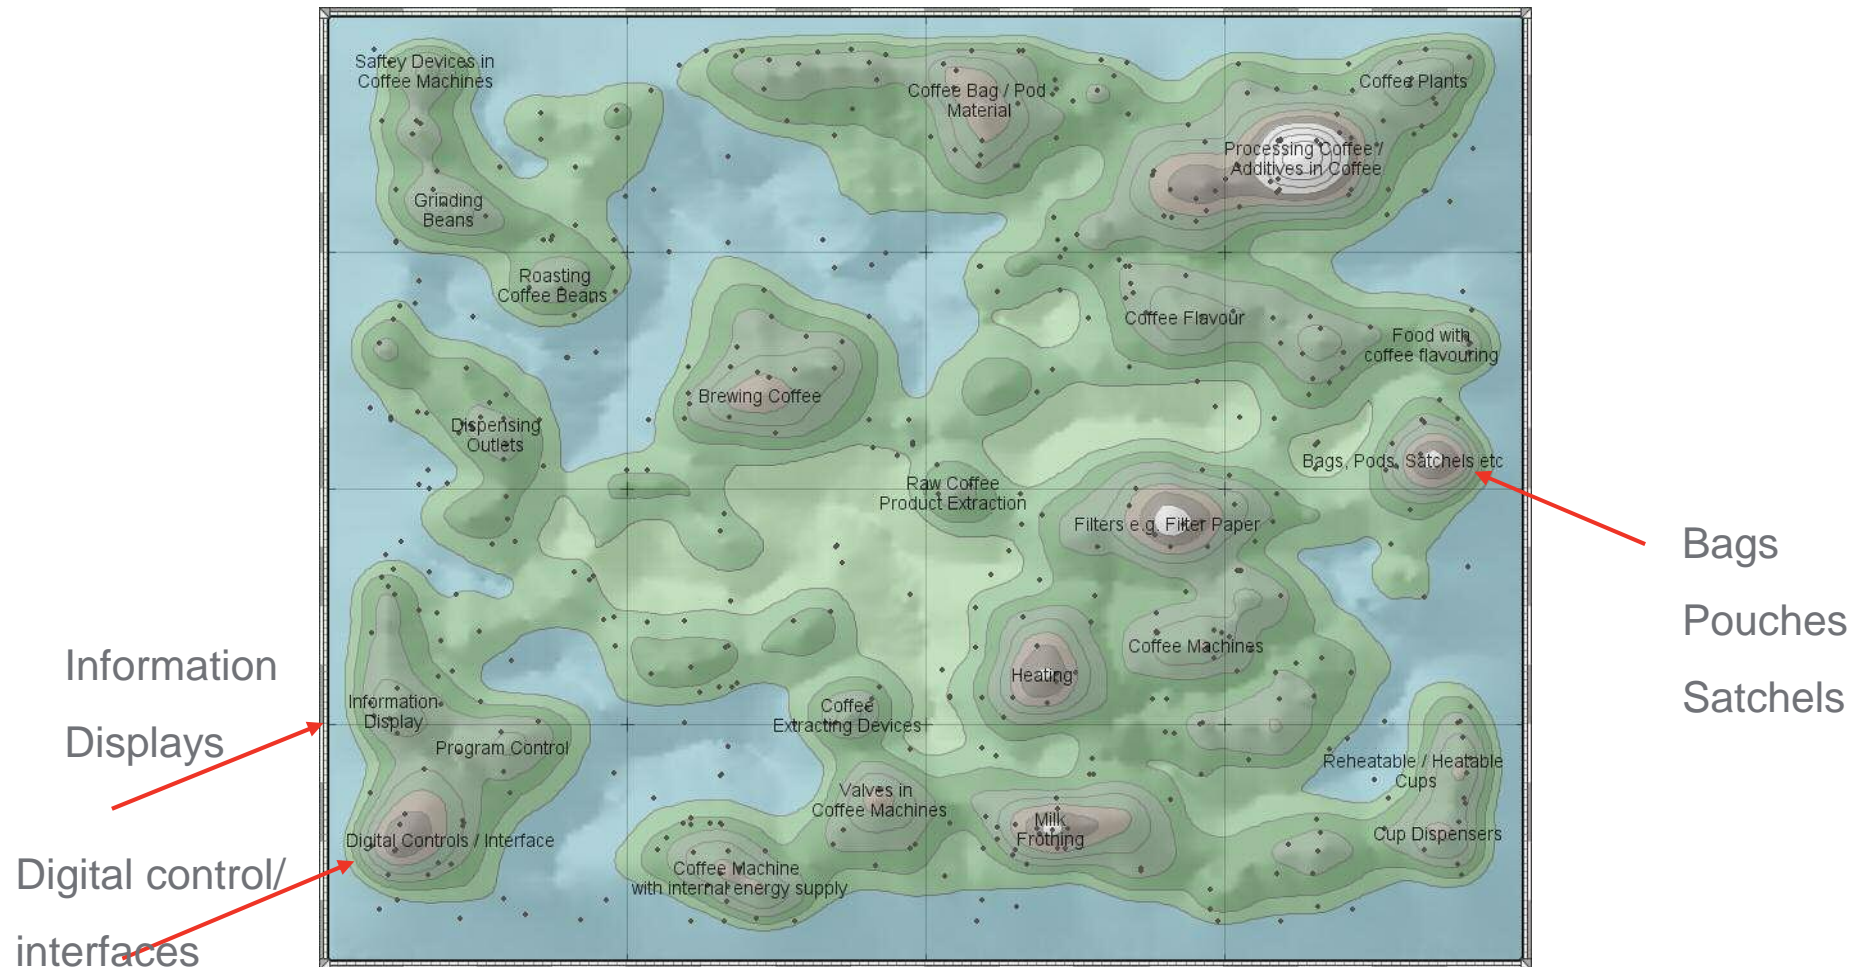 Saftey Devices in
Coffee Machines
Coffee Bag / Pod
Material
Coffee Plants
Processing Coffee /
Additives in Coffee
Grinding
Beans
Roasting
Coffee Beans
Coffee Flavour
Food with
coffee flavouring
Brewing Coffee
Dispensing
Outlets
Bags, Pods, Satchels etc
Raw Coffee
Product Extraction
Filters e.g. Filter Paper
Bags
Pouches
Satchels
Coffee Machines
Heating
Information
Displays
Information
Display
Coffee
Extracting Devices
Program Control
Reheatable / Heatable
Cups
Valves in
Coffee Machines
Milk
Frothing
Cup Dispensers
Digital Controls / Interface
Coffee Machine
with internal energy supply
Digital control/
interfaces